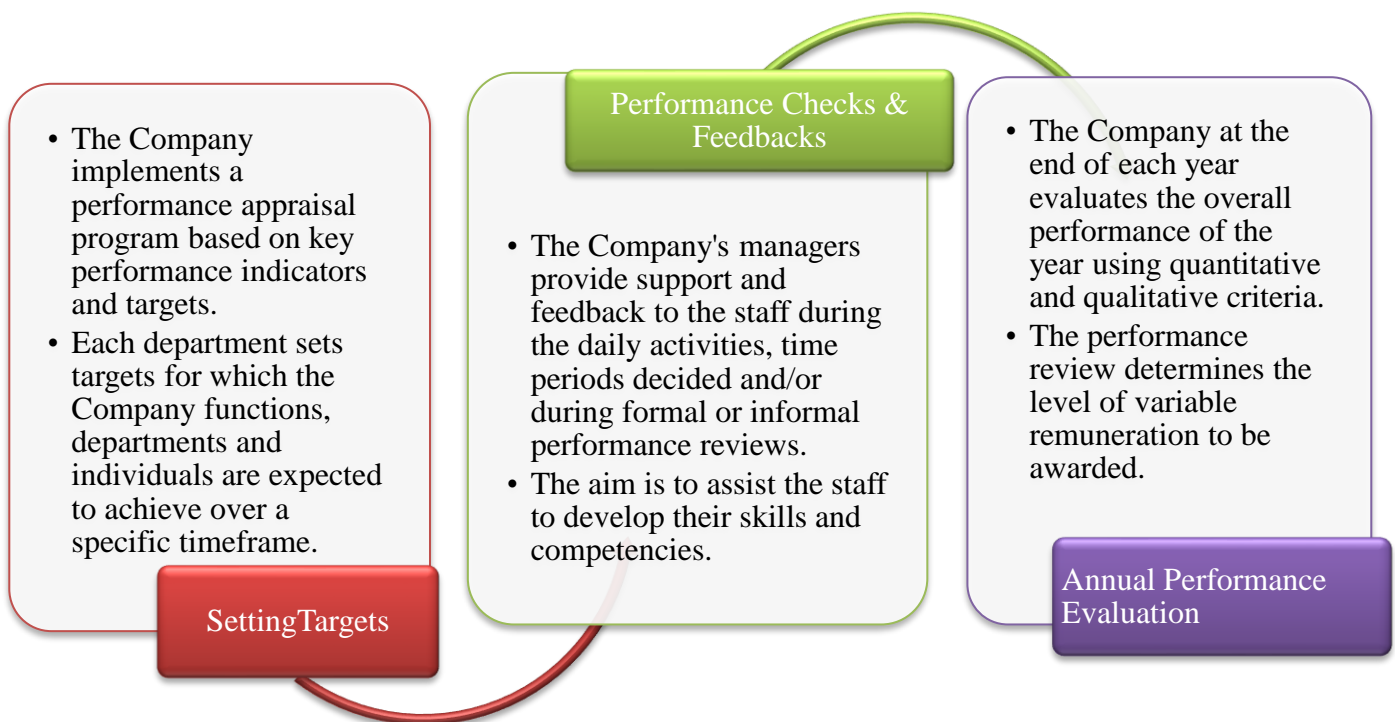 • The Company
implements a
performance appraisal
program based on key
performance indicators
and targets.
• Each department sets
targets for which the
Company functions,
departments and
individuals are expected
to achieve over a
specific timeframe.
SettingTargets
Performance Checks &
Feedbacks
• The Company's managers
provide support and
feedback to the staff during
the daily activities, time
periods decided and/or
during formal or informal
performance reviews.
• The aim is to assist the staff
to develop their skills and
competencies.
• The Company at the
end of each year
evaluates the overall
performance of the
year using quantitative
and qualitative criteria.
• The performance
review determines the
level of variable
remuneration to be
awarded.
Annual Performance
Evaluation